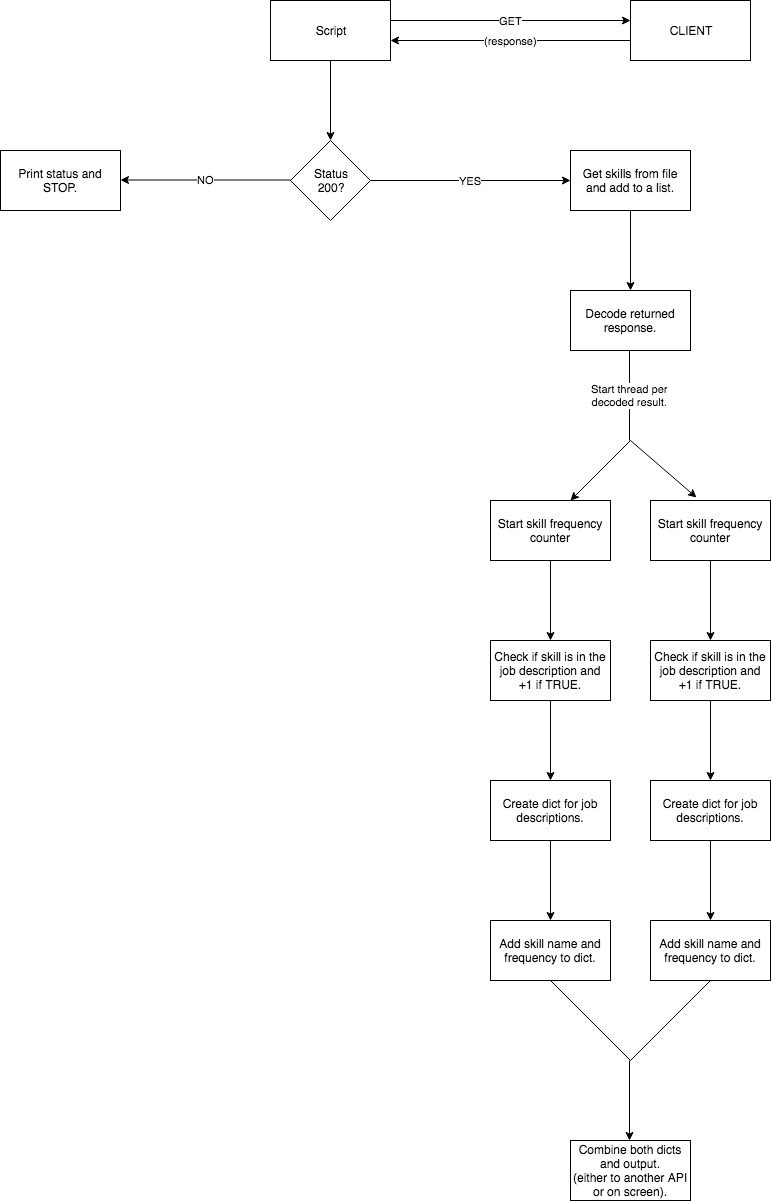 Script
GET
(response)
CLIENT
Print status and
STOP.
NO
Status
200?
YES
Get skills from file
and add to a list.
Decode returned
response.
Start thread per
decoded result.
Start skill frequency
counter
Start skill frequency
counter
Check if skill is in the
job description and
+1 if TRUE.
Check if skill is in the
job description and
+1 if TRUE.
Create dict for job
descriptions.
Create dict for job
descriptions.
Add skill name and
frequency to dict.
Add skill name and
frequency to dict.
Combine both dicts
and output.
(either to another API
or on screen).